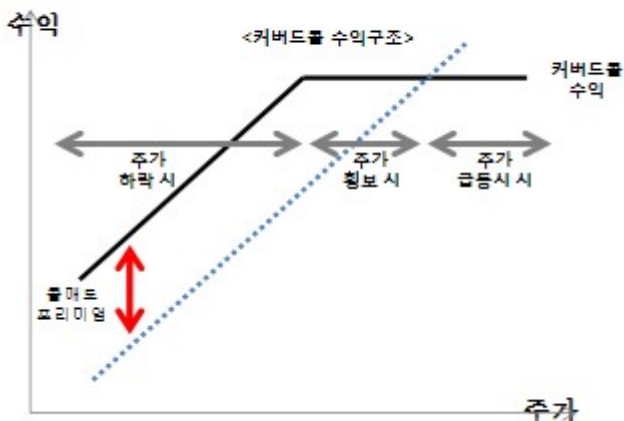 수익
<커버드콜 수익구조>
커버드콜
수익
주가
하락 시
주가
횡보 시
주가
급등시 시
콜매도
프리미엄
주가